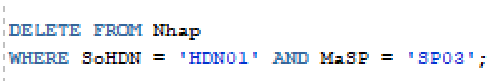 DELETE FROM Nhap
WHERE SoHDN = 'HDN01' AND MaSP = 'SP03';